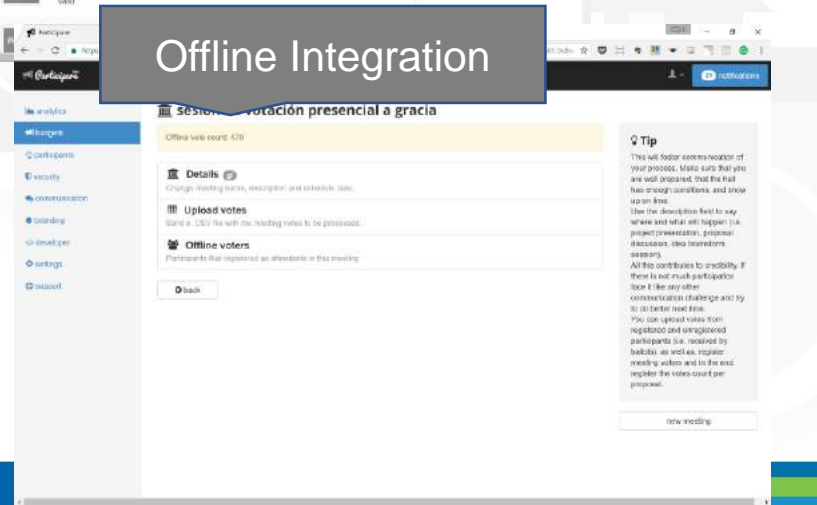 valid
Participare
Offline Integration
Participare
notifications
analytics
participants
security
communication
branding
developer
settings
support
votación presencial a gracia
Offline vote count: 470
Details
Change meeting name, description and schedule date.
Upload votes
Send a .CSV file with the meeting votes to be processed.
Offline voters
Participants that registered as attendants in this meeting
back
Tip
This will foster communication of
your process. Make sure that you
are well prepared, that the hall
has enough conditions, and show
up on time.
Use the description field to say
where and what will happen (i.e.
project presentation, proposal
discussion, idea brainstorm
session).
All this contributes to credibility. If
there is not much participation
face it like any other
communication challenge and try
to do better next time.
You can upload votes from
registered and unregistered
participants (i.e. received by
ballots), as well as, register
meeting voters and in the end
register the votes count per
proposal.
new meeting